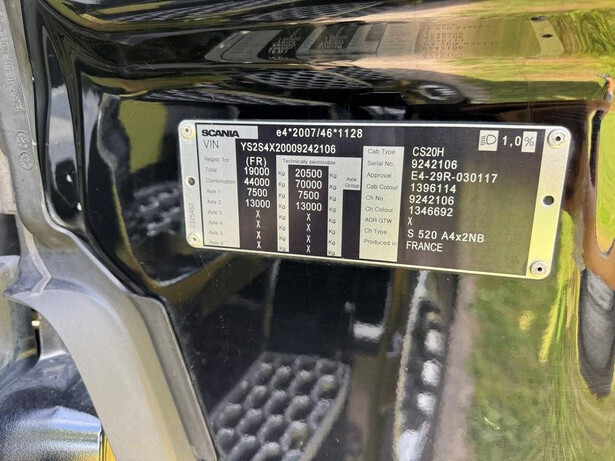 SCANIA e4*2007/46*1128
VIN YS2S4X20009242106
Regist. for (FR) Technically permissible
Total 19000 Kg 20500 Kg
Combination 44000 Kg 70000 Kg Axle Group
Axle 1 7500 Kg 7500 Kg
Axle 2 13000 Kg 13000 Kg
Axle 3 X X
Axle 4 X X
Axle 5 X X
Axle 6 X X
Cab Type CS20H
Serial No. 9242106
Approval E4-29R-030117
Cab Colour 1396114
Ch No. 9242106
Ch Colour 1346692
ADR GTW X
Ch Type S 520 A4x2NB
Produced in FRANCE
1,0%